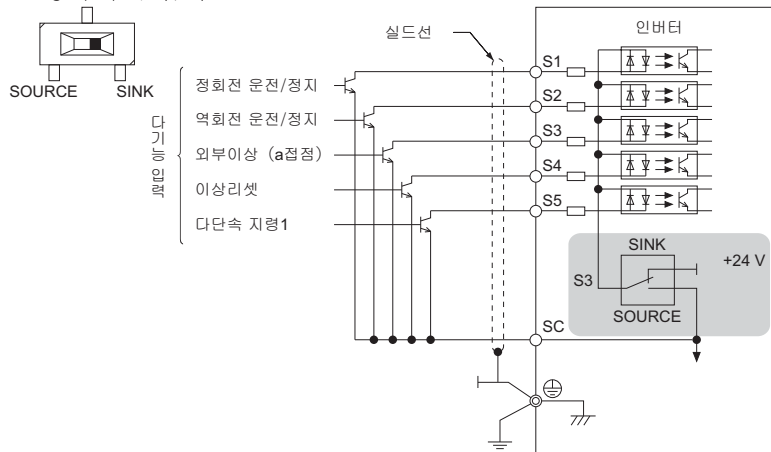 SOURCE SINK
다기능 입력
정회전 운전/정지
역회전 운전/정지
외부이상 (a접점)
이상리셋
다단속 지령1
실드선
인버터
S1
S2
S3
S4
S5
SINK
+24 V
S3
SOURCE
SC